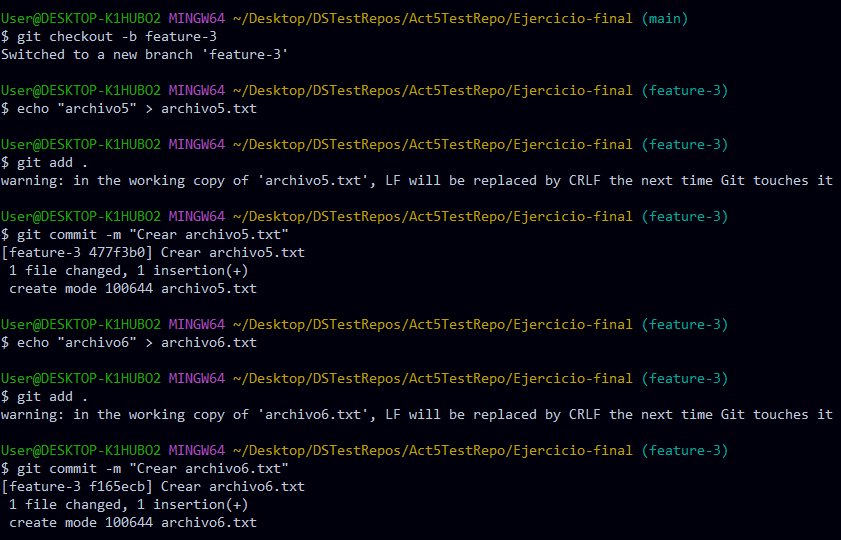 User@DESKTOP-K1HUBO2 MINGW64 ~/Desktop/DSTestRepos/Act5TestRepo/Ejercicio-final (main)
$ git checkout -b feature-3
Switched to a new branch 'feature-3'
User@DESKTOP-K1HUBO2 MINGW64 ~/Desktop/DSTestRepos/Act5TestRepo/Ejercicio-final (feature-3)
$ echo "archivo5" > archivo5.txt
User@DESKTOP-K1HUBO2 MINGW64 ~/Desktop/DSTestRepos/Act5TestRepo/Ejercicio-final (feature-3)
$ git add .
warning: in the working copy of 'archivo5.txt', LF will be replaced by CRLF the next time Git touches it
User@DESKTOP-K1HUBO2 MINGW64 ~/Desktop/DSTestRepos/Act5TestRepo/Ejercicio-final (feature-3)
$ git commit -m "Crear archivo5.txt"
[feature-3 477f3b0] Crear archivo5.txt
 1 file changed, 1 insertion(+)
 create mode 100644 archivo5.txt
User@DESKTOP-K1HUBO2 MINGW64 ~/Desktop/DSTestRepos/Act5TestRepo/Ejercicio-final (feature-3)
$ echo "archivo6" > archivo6.txt
User@DESKTOP-K1HUBO2 MINGW64 ~/Desktop/DSTestRepos/Act5TestRepo/Ejercicio-final (feature-3)
$ git add .
warning: in the working copy of 'archivo6.txt', LF will be replaced by CRLF the next time Git touches it
User@DESKTOP-K1HUBO2 MINGW64 ~/Desktop/DSTestRepos/Act5TestRepo/Ejercicio-final (feature-3)
$ git commit -m "Crear archivo6.txt"
[feature-3 f165ecb] Crear archivo6.txt
 1 file changed, 1 insertion(+)
 create mode 100644 archivo6.txt